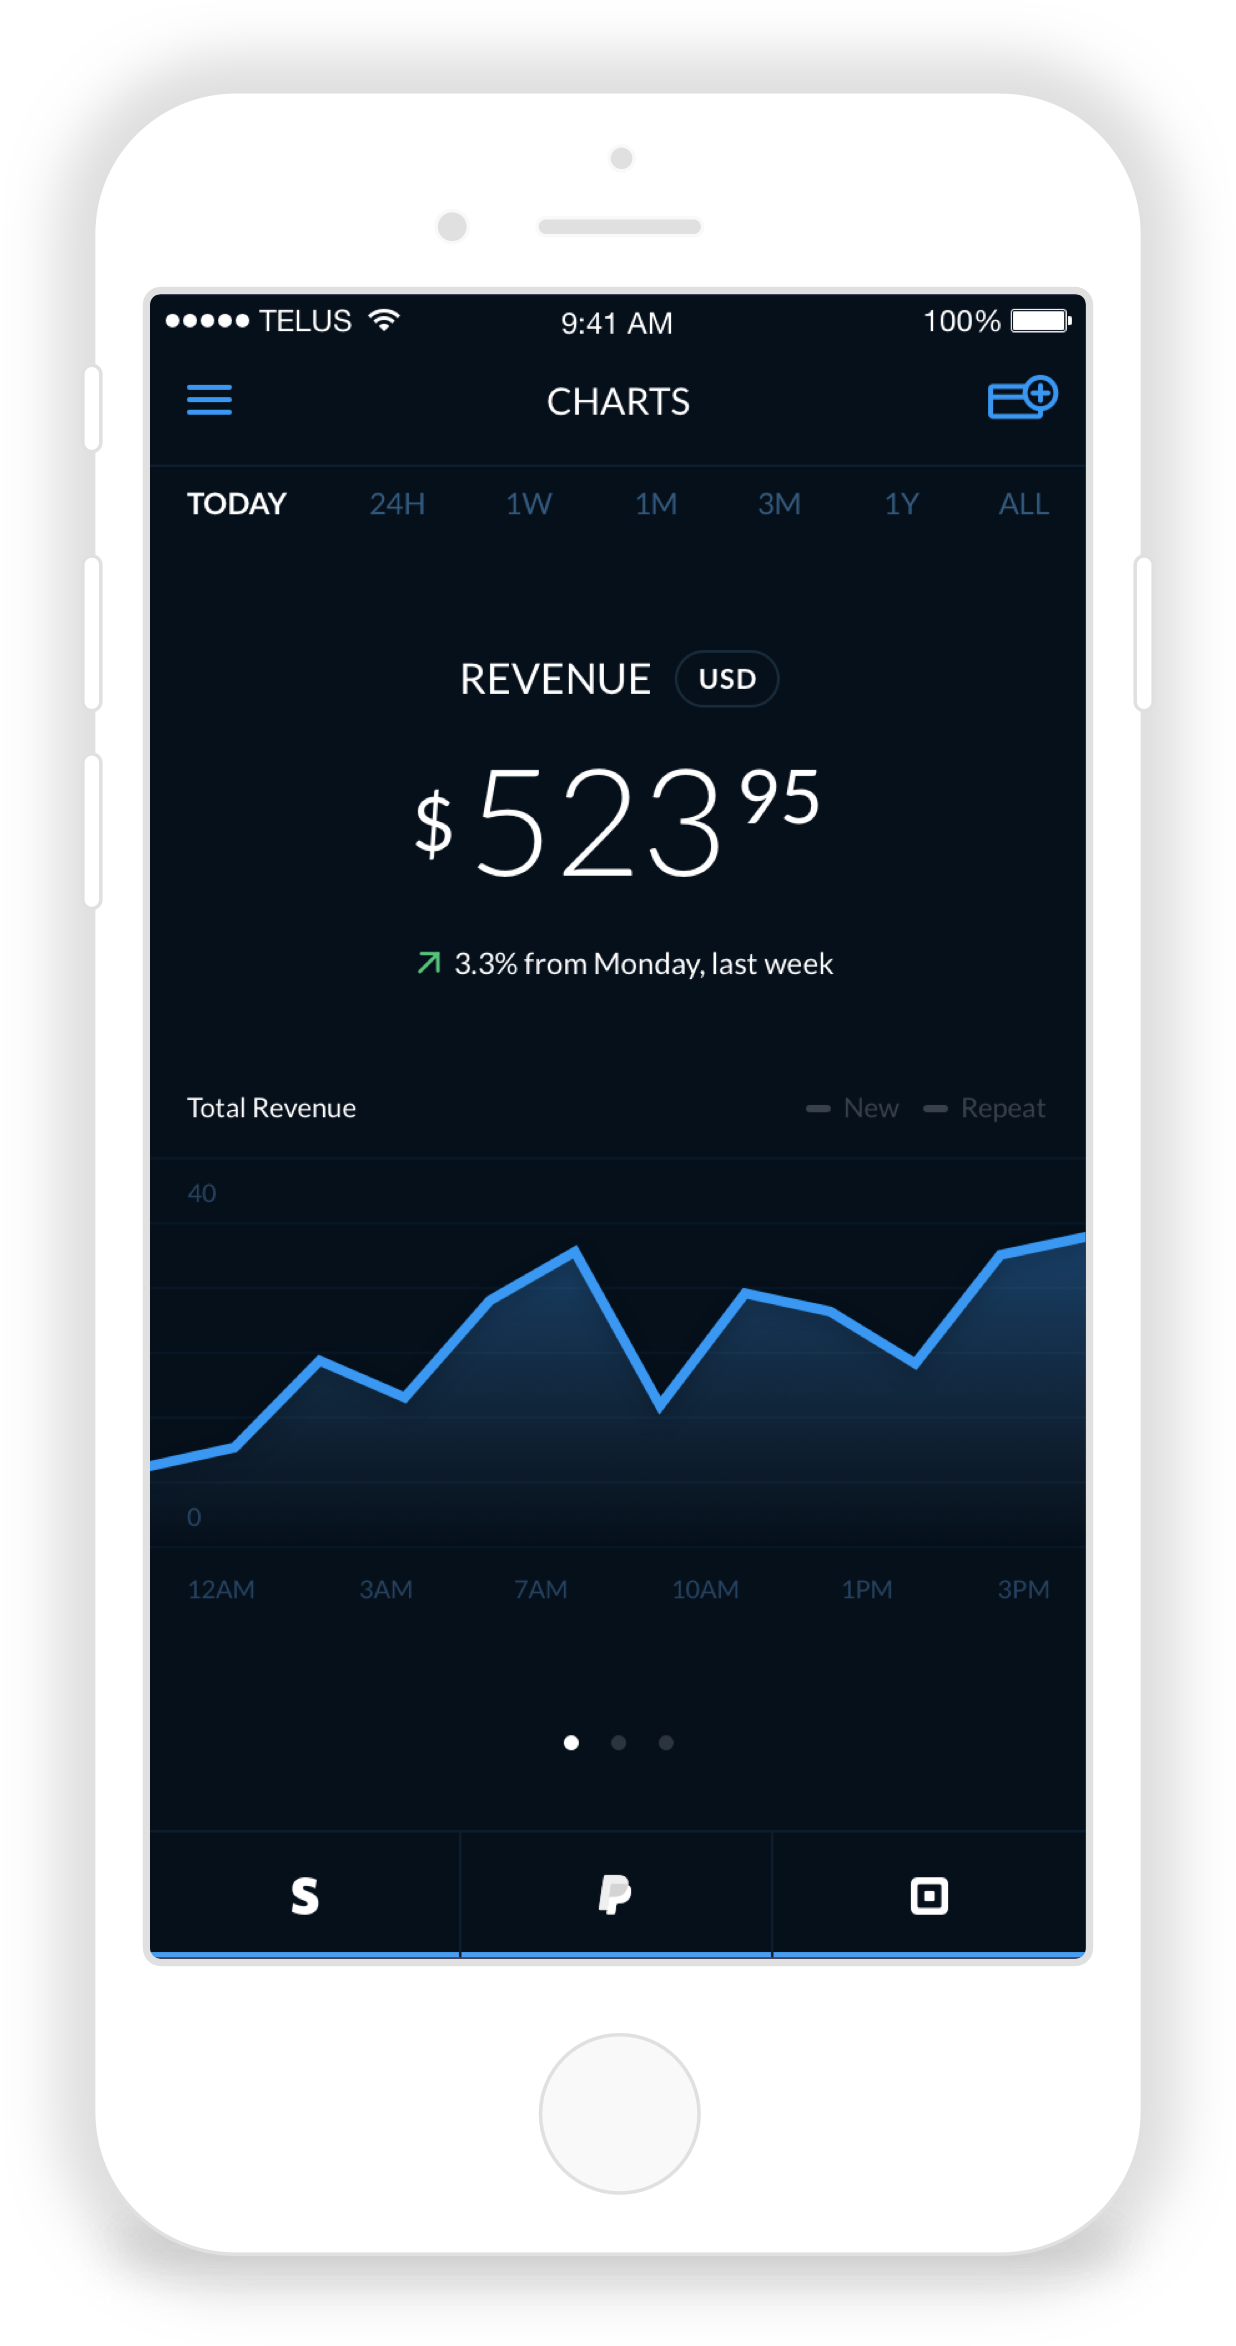 TELUS 9:41 AM 100%
CHARTS
TODAY 24H 1W 1M 3M 1Y ALL
REVENUE USD
$523 95
3.3% from Monday, last week
Total Revenue New Repeat
40
0
12AM 3AM 7AM 10AM 1PM 3PM
S P